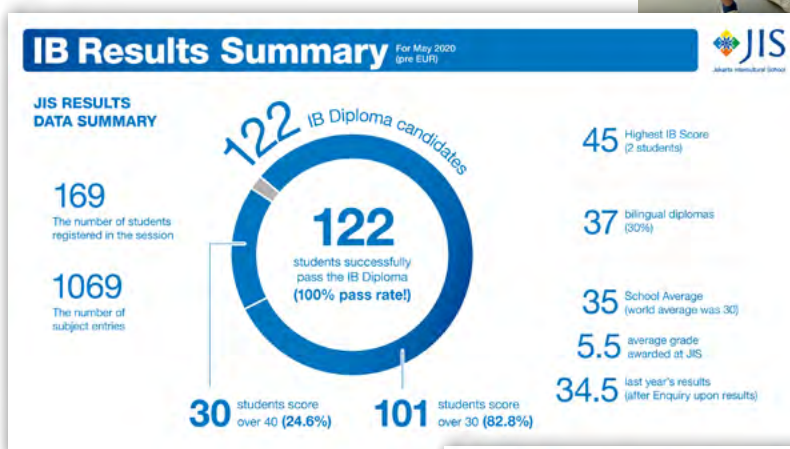 IB Results Summary
For May 2020
(pre EUR)
JIS
Jakarta Intercultural School
JIS RESULTS
DATA SUMMARY
122 IB Diploma candidates
169
The number of students
registered in the session
1069
The number of
subject entries
122
students successfully
pass the IB Diploma
(100% pass rate!)
30 students score
over 40 (24.6%)
101 students score
over 30 (82.8%)
45 Highest IB Score
(2 students)
37 bilingual diplomas
(30%)
35 School Average
(world average was 30)
5.5 average grade
awarded at JIS
34.5 last year's results
(after Enquiry upon results)